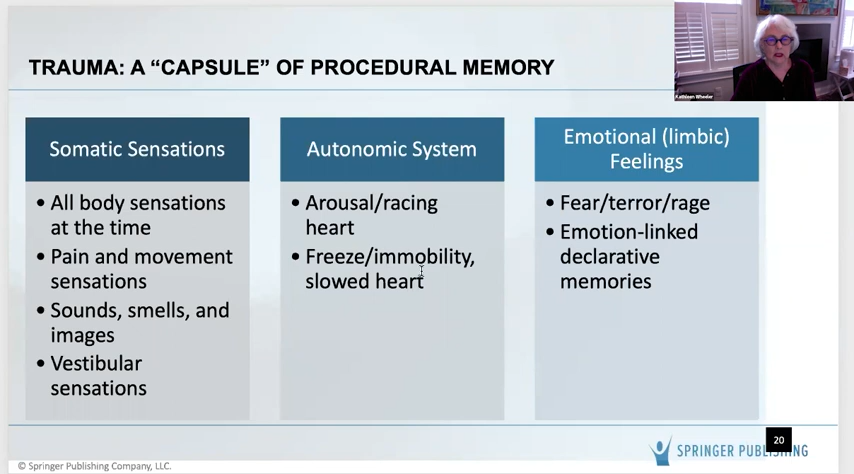 TRAUMA: A “CAPSULE” OF PROCEDURAL MEMORY
Kathleen Wheeler
Somatic Sensations
• All body sensations
at the time
• Pain and movement
sensations
• Sounds, smells, and
images
• Vestibular
sensations
Autonomic System
• Arousal/racing
heart
• Freeze/immobility,
slowed heart
Emotional (limbic)
Feelings
• Fear/terror/rage
• Emotion-linked
declarative
memories
20
SPRINGER PUBLISHING
© Springer Publishing Company, LLC.